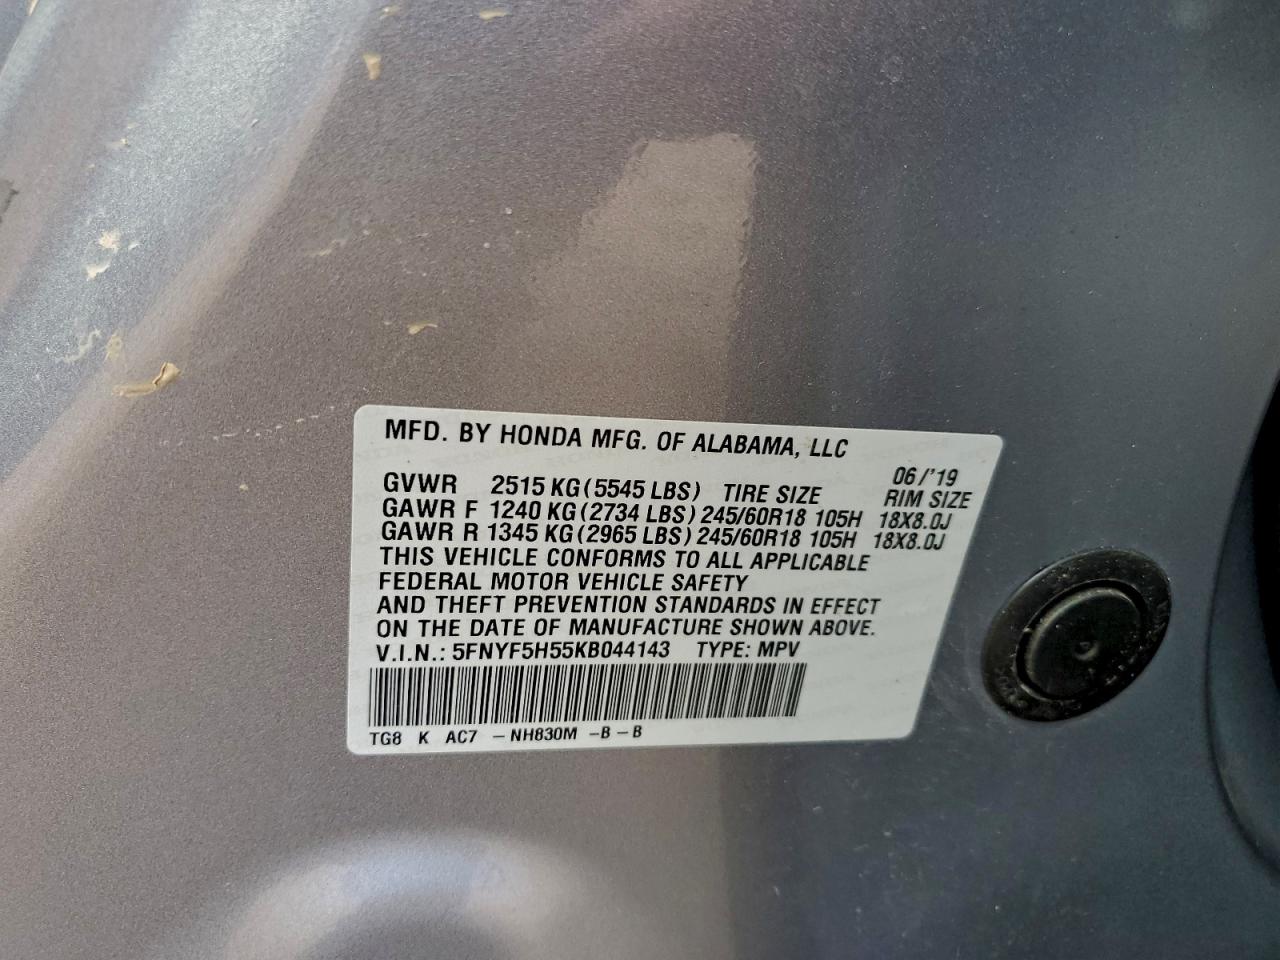 MFD. BY HONDA MFG. OF ALABAMA, LLC
06/'19
GVWR 2515 KG (5545 LBS) TIRE SIZE RIM SIZE
GAWR F 1240 KG (2734 LBS) 245/60R18 105H 18X8.0J
GAWR R 1345 KG (2965 LBS) 245/60R18 105H 18X8.0J
THIS VEHICLE CONFORMS TO ALL APPLICABLE
FEDERAL MOTOR VEHICLE SAFETY
AND THEFT PREVENTION STANDARDS IN EFFECT
ON THE DATE OF MANUFACTURE SHOWN ABOVE.
V.I.N.: 5FNYF5H55KB044143 TYPE: MPV
TG8 K AC7 – NH830M – B – B